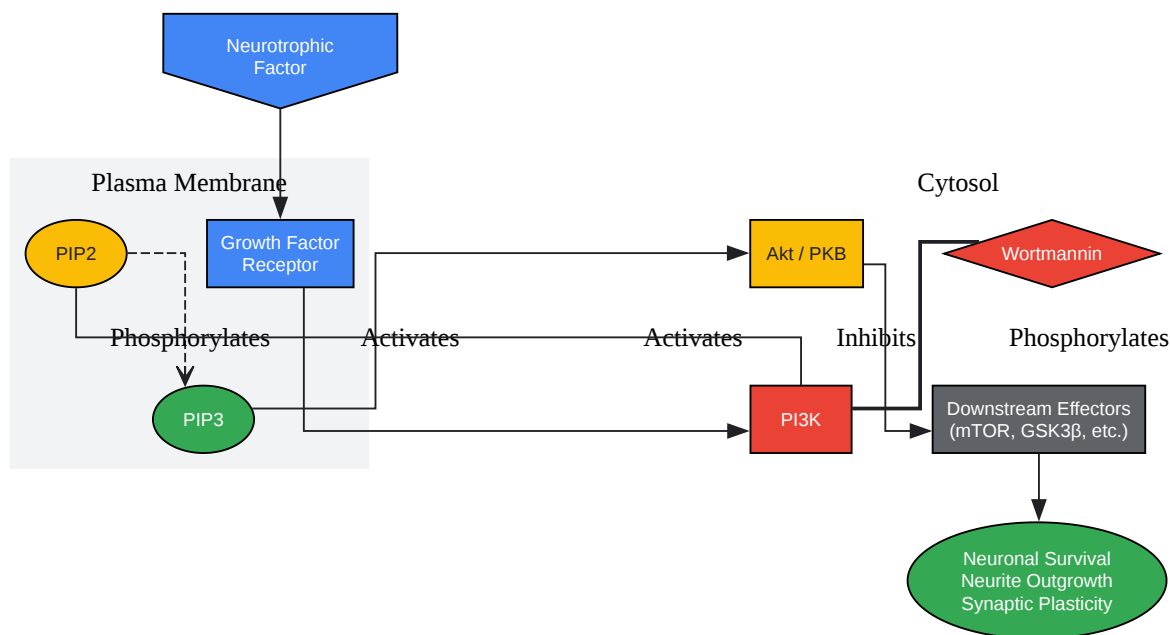 Neurotrophic
Factor
Plasma Membrane
Cytosol
PIP2
Growth Factor
Receptor
Akt / PKB
Wortmannin
Phosphorylates
Activates
Activates
Inhibits
Phosphorylates
PIP3
PI3K
Downstream Effectors
(mTOR, GSK3β, etc.)
Neuronal Survival
Neurite Outgrowth
Synaptic Plasticity